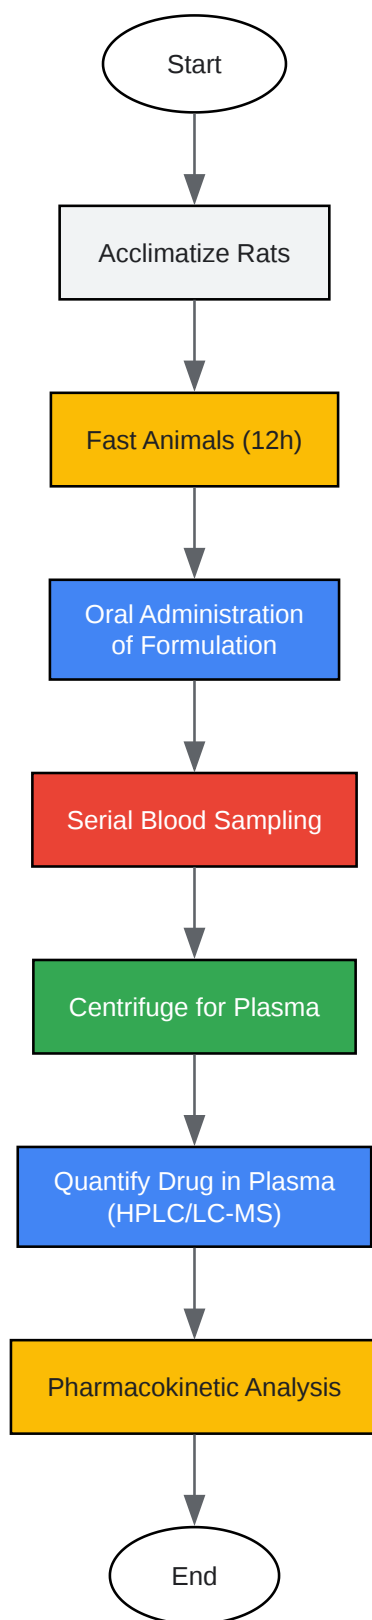 Start
Acclimatize Rats
Fast Animals (12h)
Oral Administration
of Formulation
Serial Blood Sampling
Centrifuge for Plasma
Quantify Drug in Plasma
(HPLC/LC-MS)
Pharmacokinetic Analysis
End